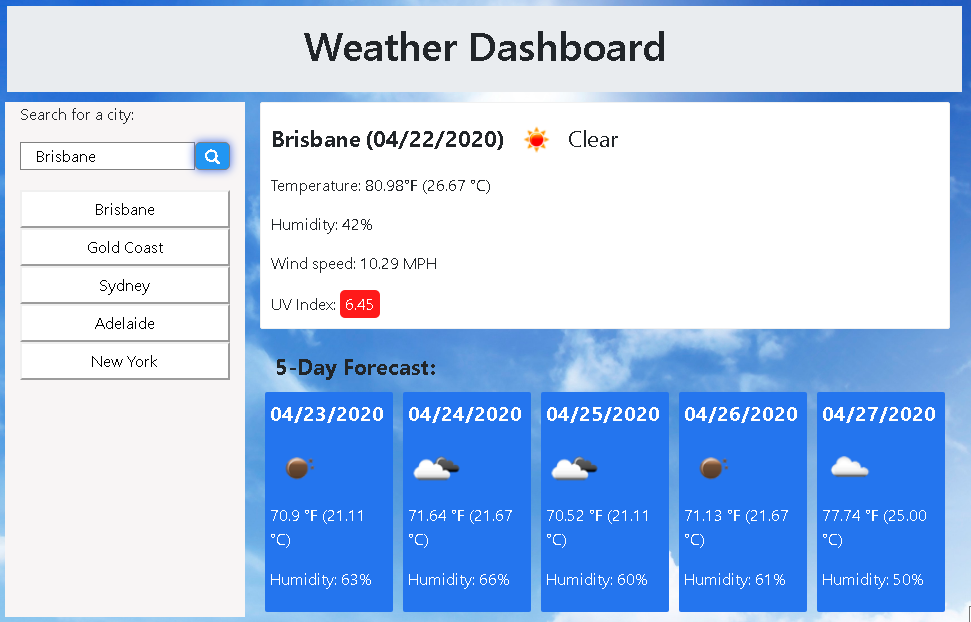 Weather Dashboard
Search for a city:
Brisbane
Brisbane
Gold Coast
Sydney
Adelaide
New York
Brisbane (04/22/2020) Clear
Temperature: 80.98°F (26.67 °C)
Humidity: 42%
Wind speed: 10.29 MPH
UV Index: 6.45
5-Day Forecast:
04/23/2020
70.9 °F (21.11
°C)
Humidity: 63%
04/24/2020
71.64 °F (21.67
°C)
Humidity: 66%
04/25/2020
70.52 °F (21.11
°C)
Humidity: 60%
04/26/2020
71.13 °F (21.67
°C)
Humidity: 61%
04/27/2020
77.74 °F (25.00
°C)
Humidity: 50%